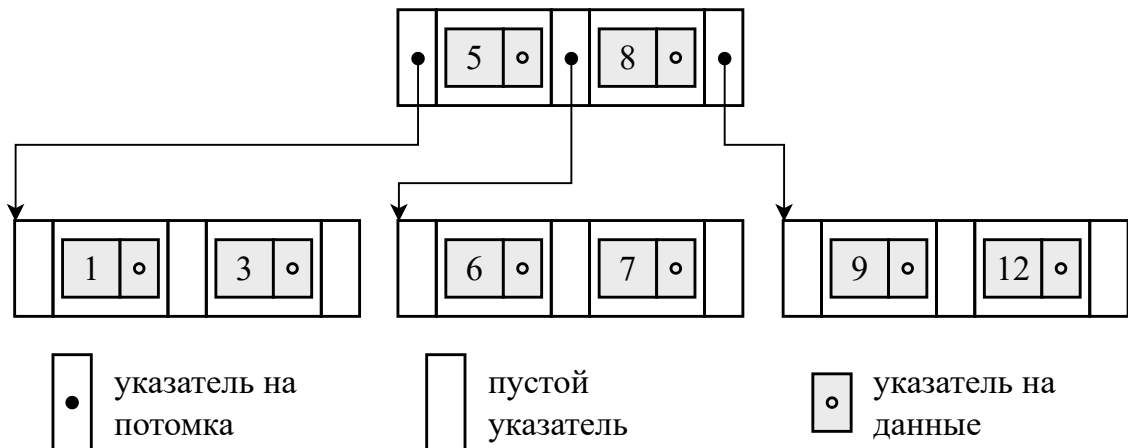 5 8
1 3 6 7 9 12
указатель на
потомка
пустой
указатель
указатель на
данные